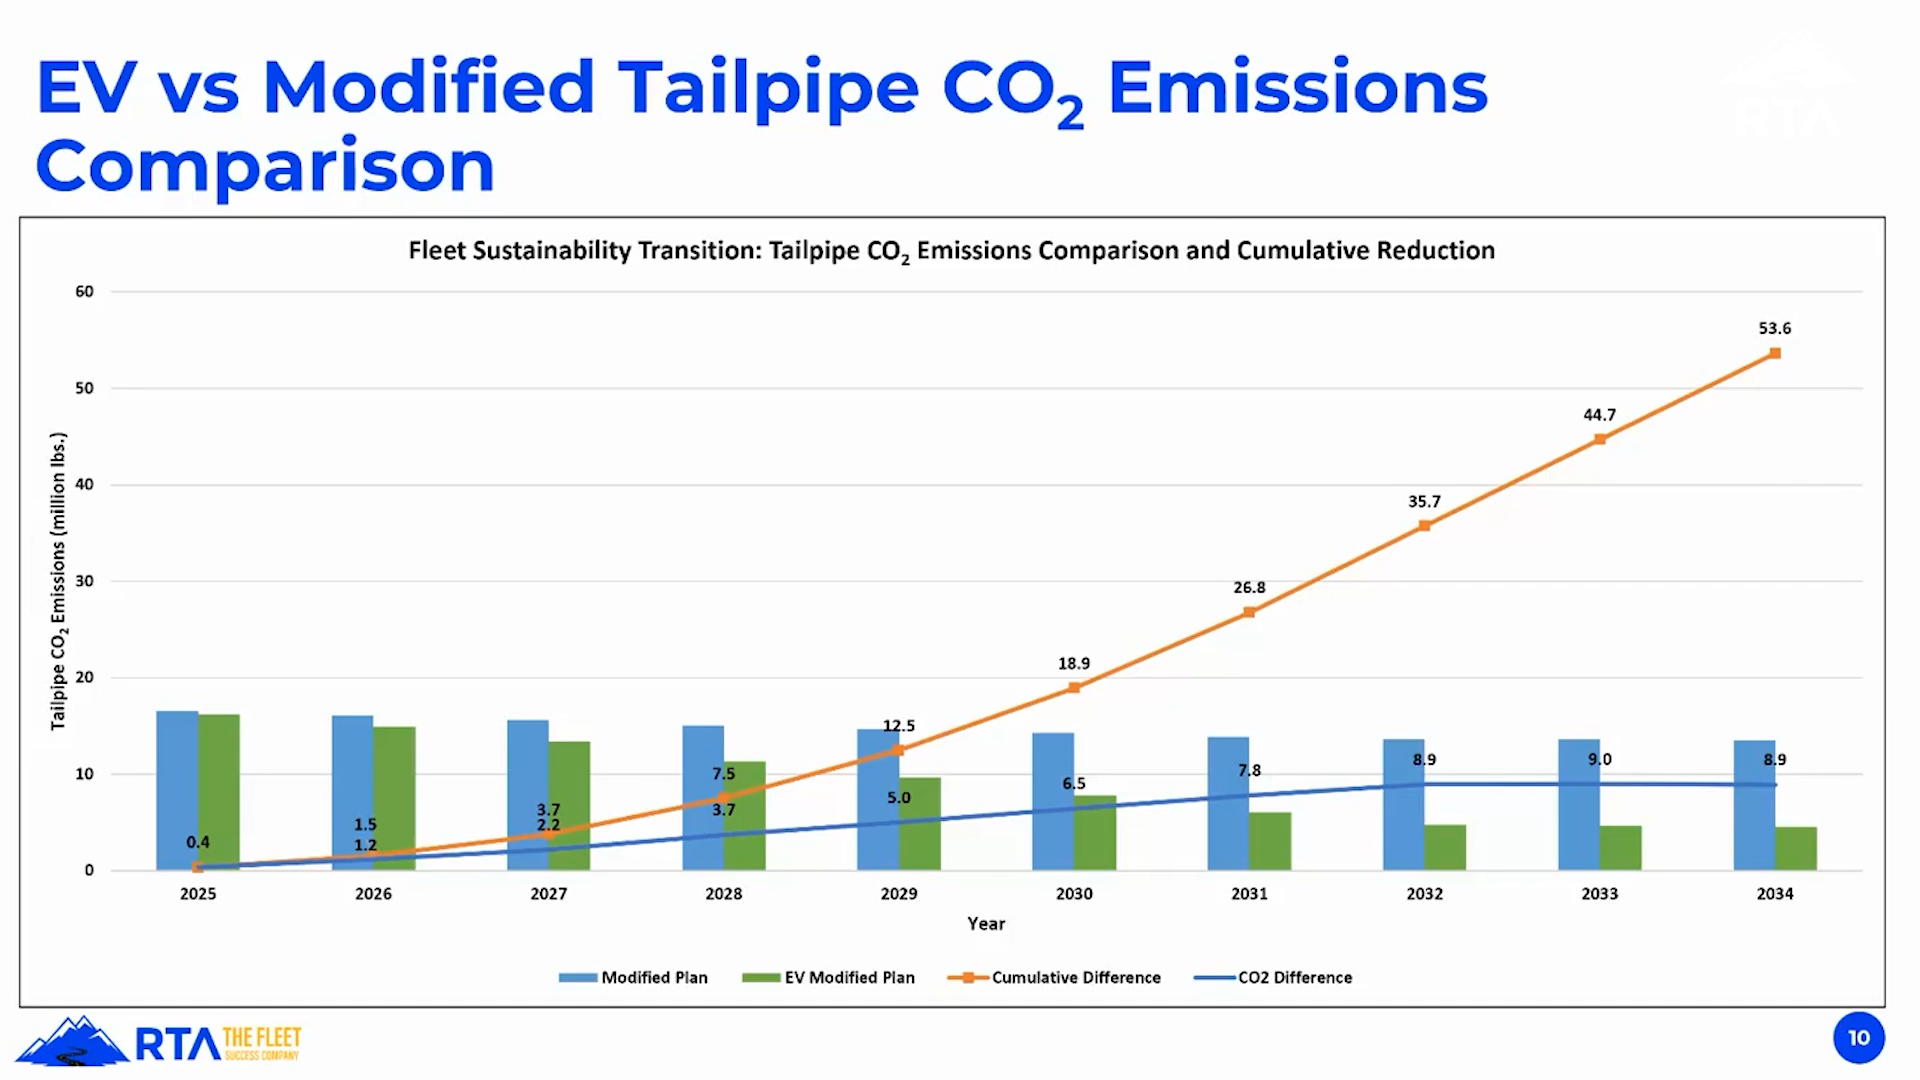 EV vs Modified Tailpipe CO₂ Emissions
Comparison
RTA
Fleet Sustainability Transition: Tailpipe CO₂ Emissions Comparison and Cumulative Reduction
Tailpipe CO₂ Emissions (million lbs.)
60
50
40
30
20
10
0
0.4
1.5
1.2
3.7
2.2
7.5
3.7
12.5
5.0
18.9
6.5
26.8
7.8
35.7
8.9
44.7
9.0
53.6
8.9
2025 2026 2027 2028 2029 2030 2031 2032 2033 2034
Year
Modified Plan EV Modified Plan Cumulative Difference CO2 Difference
RTA THE FLEET
SUCCESS COMPANY
10